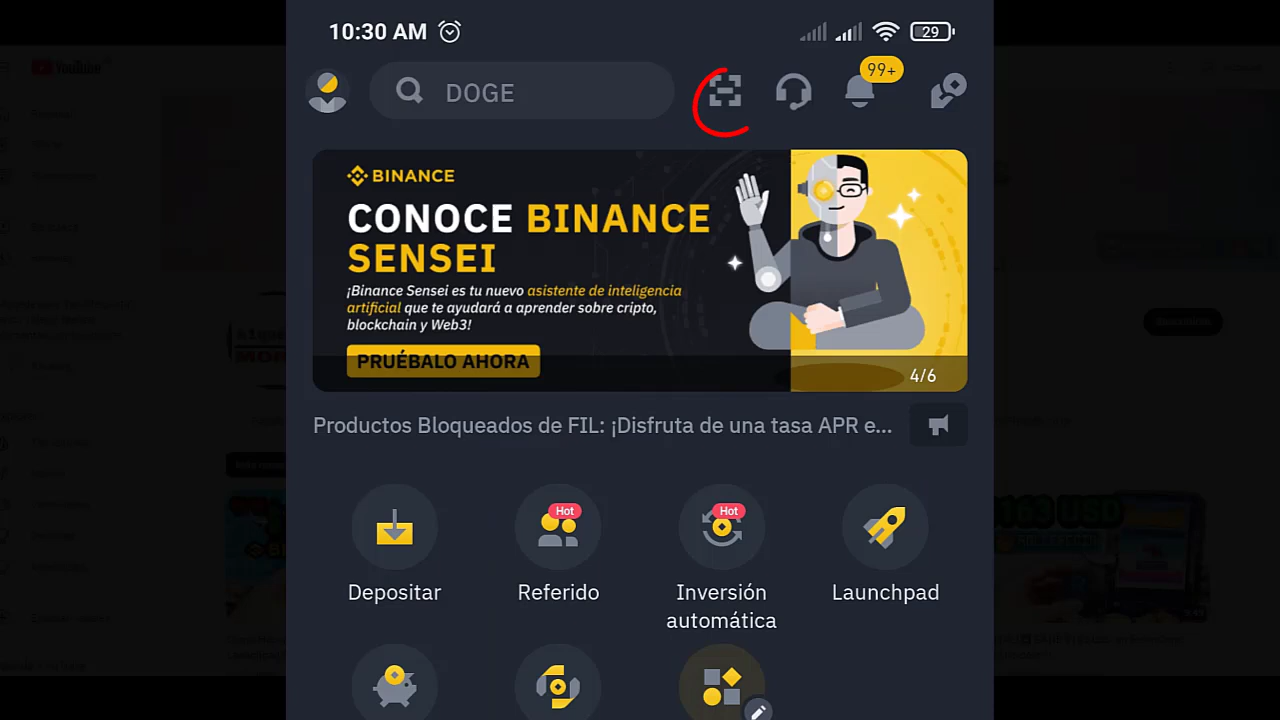 10:30 AM
29
DOGE
99+
BINANCE
CONOCE BINANCE
SENSEI
¡Binance Sensei es tu nuevo asistente de inteligencia
artificial que te ayudará a aprender sobre cripto,
blockchain y Web3!
PRUÉBALO AHORA
4/6
Productos Bloqueados de FIL: ¡Disfruta de una tasa APR e...
Hot
Hot
Depositar
Referido
Inversión
automática
Launchpad
YouTube